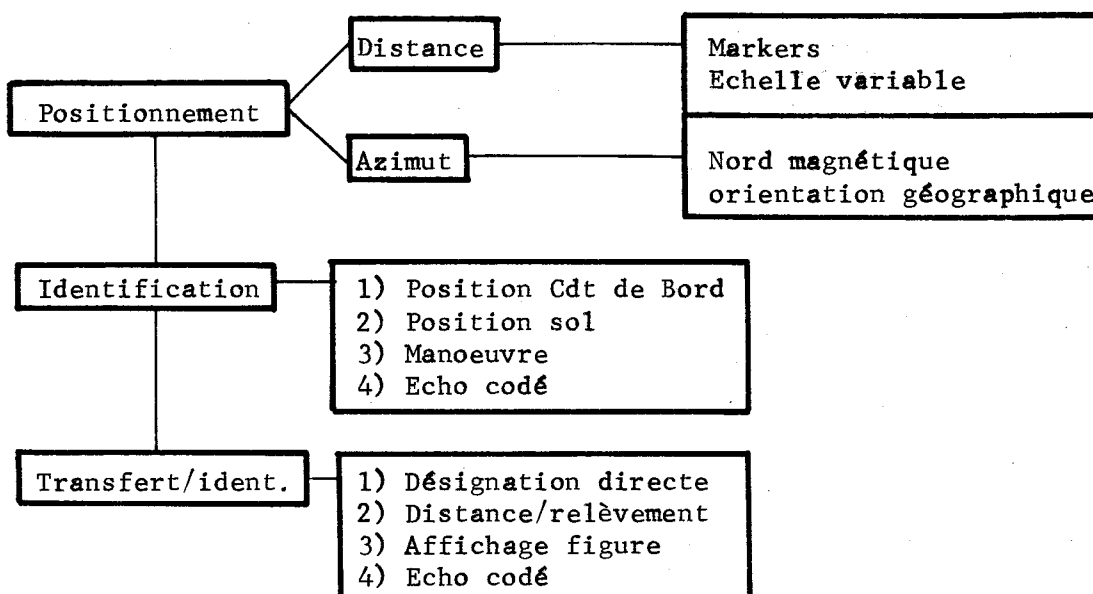 Distance
Markers
Echelle variable
Positionnement
Azimut
Nord magnétique
orientation géographique
Identification
1) Position Cdt de Bord
2) Position sol
3) Manoeuvre
4) Echo codé
Transfert/ident.
1) Désignation directe
2) Distance/relèvement
3) Affichage figure
4) Echo codé